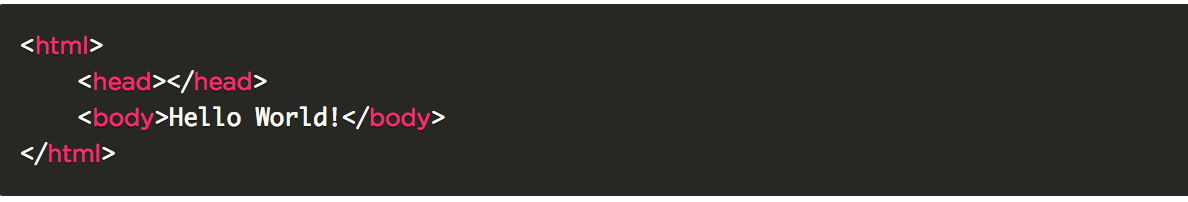 <html>
    <head></head>
    <body>Hello World!</body>
</html>